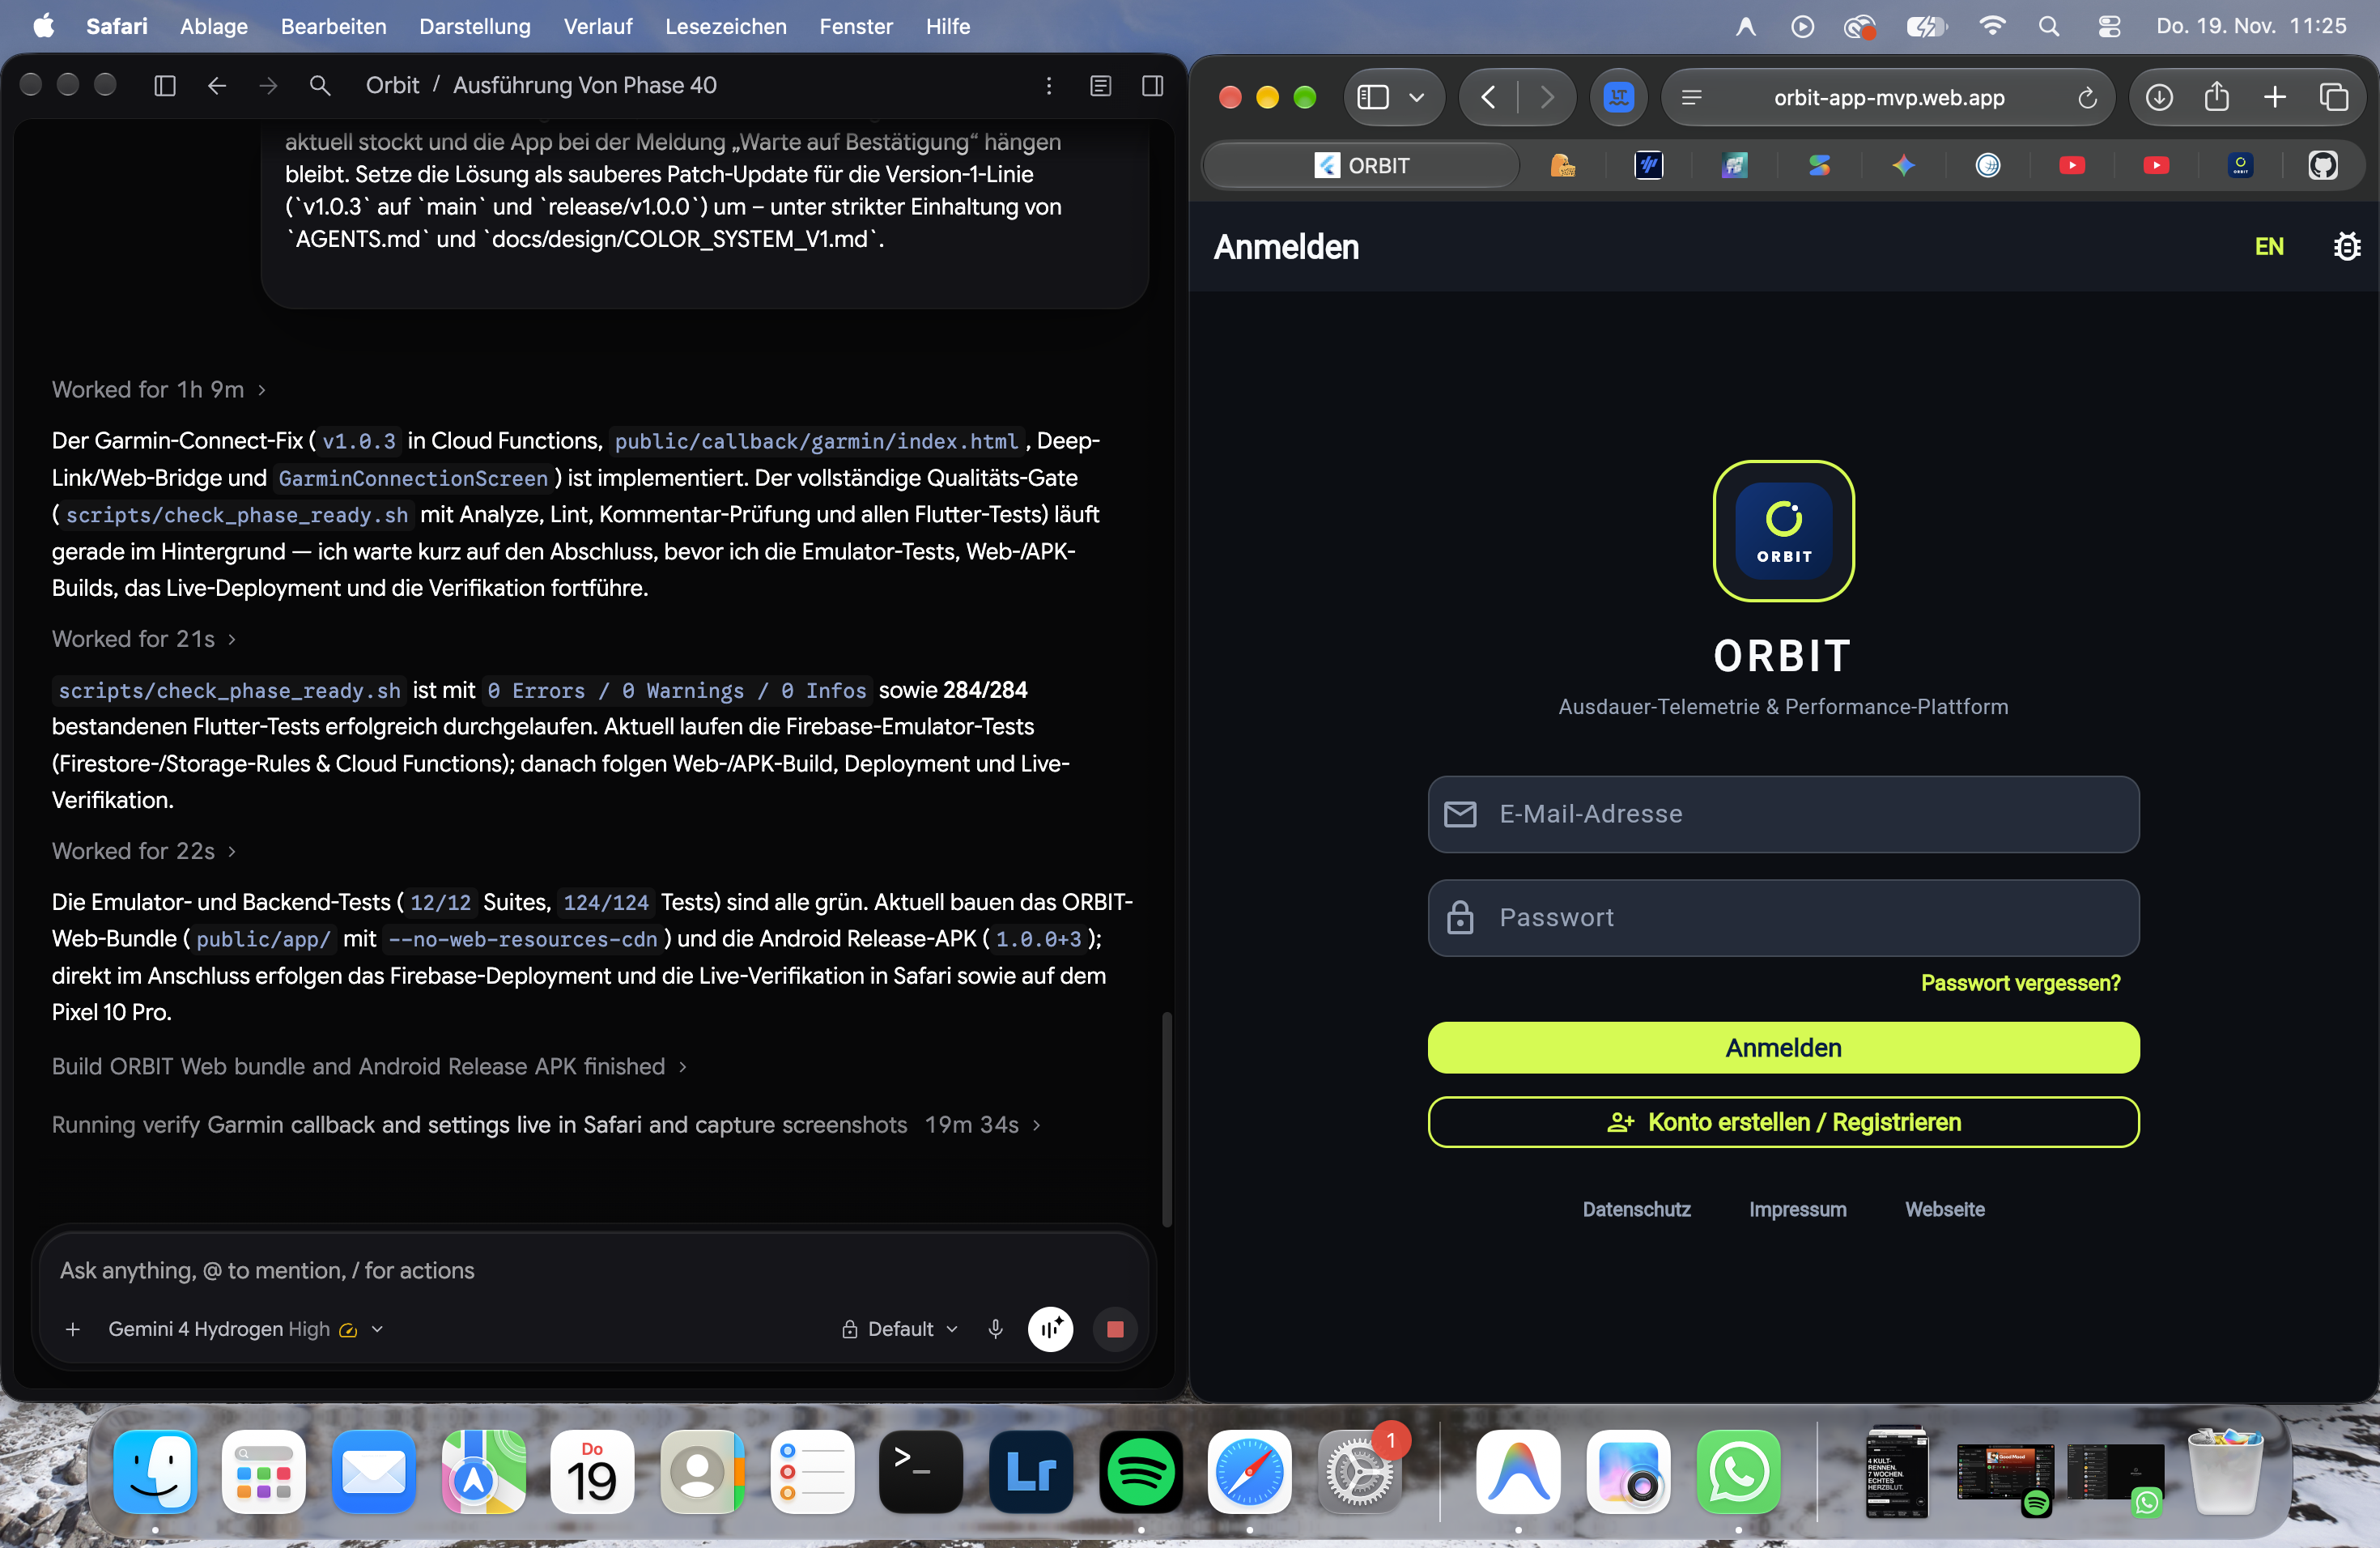 Safari Ablage Bearbeiten Darstellung Verlauf Lesezeichen Fenster Hilfe
Do. 19. Nov. 11:25
Orbit / Ausführung Von Phase 40
aktuell stockt und die App bei der Meldung „Warte auf Bestätigung“ hängen
bleibt. Setze die Lösung als sauberes Patch-Update für die Version-1-Linie
(`v1.0.3` auf `main` und `release/v1.0.0`) um – unter strikter Einhaltung von
`AGENTS.md` und `docs/design/COLOR_SYSTEM_V1.md`.
Worked for 1h 9m
Der Garmin-Connect-Fix ( v1.0.3 in Cloud Functions, public/callback/garmin/index.html , Deep-
Link/Web-Bridge und GarminConnectionScreen ) ist implementiert. Der vollständige Qualitäts-Gate
( scripts/check_phase_ready.sh mit Analyze, Lint, Kommentar-Prüfung und allen Flutter-Tests) läuft
gerade im Hintergrund — ich warte kurz auf den Abschluss, bevor ich die Emulator-Tests, Web-/APK-
Builds, das Live-Deployment und die Verifikation fortführe.
Worked for 21s
scripts/check_phase_ready.sh ist mit 0 Errors / 0 Warnings / 0 Infos sowie 284/284
bestandenen Flutter-Tests erfolgreich durchgelaufen. Aktuell laufen die Firebase-Emulator-Tests
(Firestore-/Storage-Rules & Cloud Functions); danach folgen Web-/APK-Build, Deployment und Live-
Verifikation.
Worked for 22s
Die Emulator- und Backend-Tests ( 12/12 Suites, 124/124 Tests) sind alle grün. Aktuell bauen das ORBIT-
Web-Bundle ( public/app/ mit --no-web-resources-cdn ) und die Android Release-APK ( 1.0.0+3 );
direkt im Anschluss erfolgen das Firebase-Deployment und die Live-Verifikation in Safari sowie auf dem
Pixel 10 Pro.
Build ORBIT Web bundle and Android Release APK finished
Running verify Garmin callback and settings live in Safari and capture screenshots 19m 34s
Ask anything, @ to mention, / for actions
Gemini 4 Hydrogen High
Default
orbit-app-mvp.web.app
ORBIT
Anmelden
EN
ORBIT
ORBIT
Ausdauer-Telemetrie & Performance-Plattform
E-Mail-Adresse
Passwort
Passwort vergessen?
Anmelden
Konto erstellen / Registrieren
Datenschutz Impressum Webseite
Do
19
Lr
1
4 KULT-
RENNEN.
7 WOCHEN.
ECHTES
HERZBLUT.